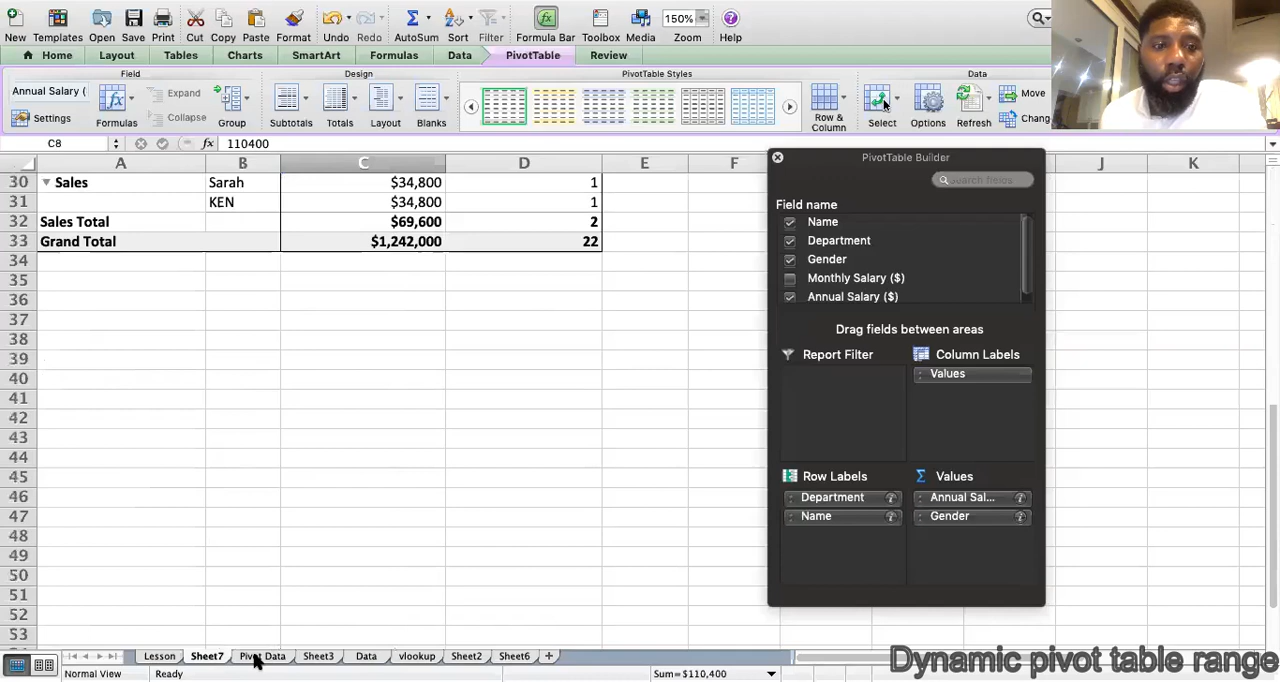 New Templates Open Save Print Cut Copy Paste Format Undo Redo AutoSum Sort Filter Formula Bar Toolbox Media 150% Zoom Help
Home Layout Tables Charts SmartArt Formulas Data PivotTable Review
Field Design PivotTable Styles Data
Annual Salary ( Expand Move
Settings Formulas Collapse Group Subtotals Totals Layout Blanks Row & Column Select Options Refresh Chang
C8 fx 110400
A B C D E F J K
30 Sales Sarah $34,800 1
31 KEN $34,800 1
32 Sales Total $69,600 2
33 Grand Total $1,242,000 22
34
35
36
37
38
39
40
41
42
43
44
45
46
47
48
49
50
51
52
53
PivotTable Builder
Search fields
Field name
Name
Department
Gender
Monthly Salary ($)
Annual Salary ($)
Drag fields between areas
Report Filter Column Labels
Values
Row Labels Values
Department Annual Sal...
Name Gender
Lesson Sheet7 Pivot Data Sheet3 Data vlookup Sheet2 Sheet6
Normal View Ready Sum=$110,400
Dynamic pivot table range